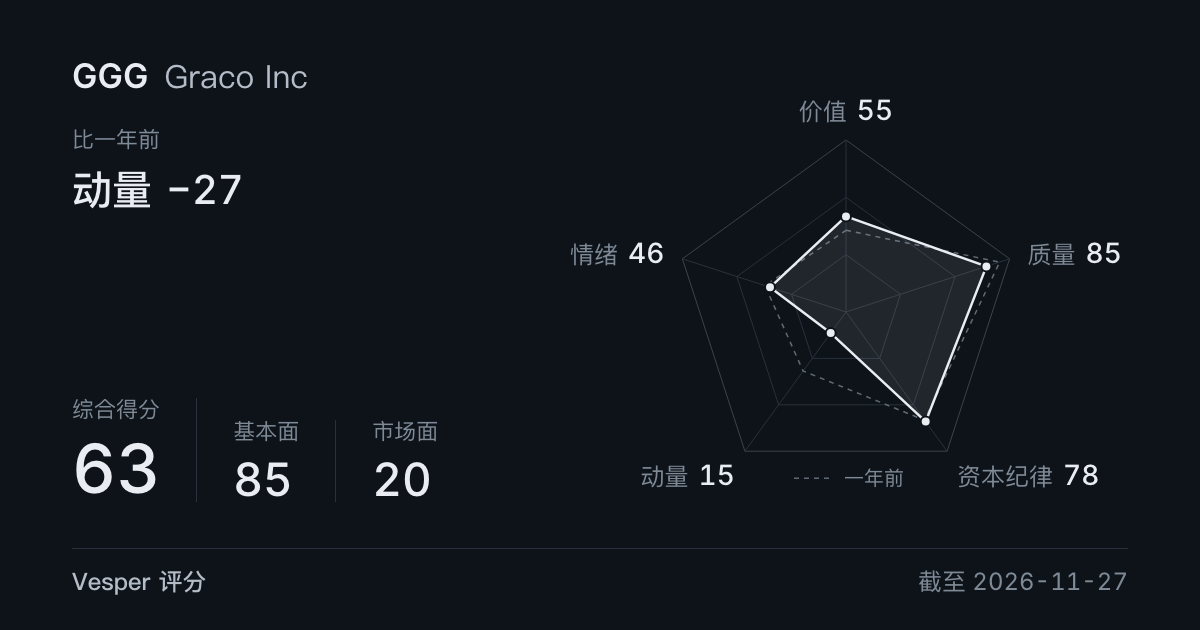 GGG Graco Inc
比一年前
动量 −27
价值 55
情绪 46
质量 85
动量 15
一年前
资本纪律 78
综合得分
63
基本面
85
市场面
20
Vesper 评分
截至 2026-11-27